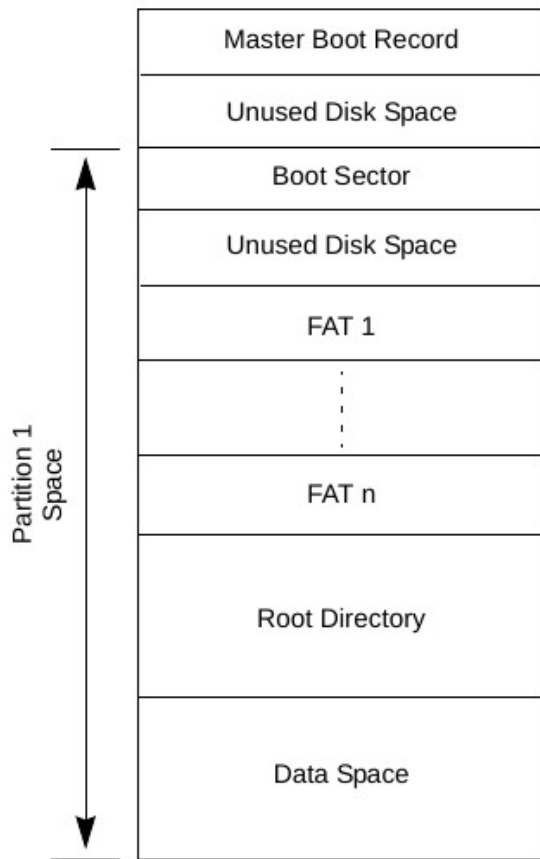 Master Boot Record
Unused Disk Space
Boot Sector
Unused Disk Space
FAT 1
FAT n
Root Directory
Data Space
Partition 1
Space